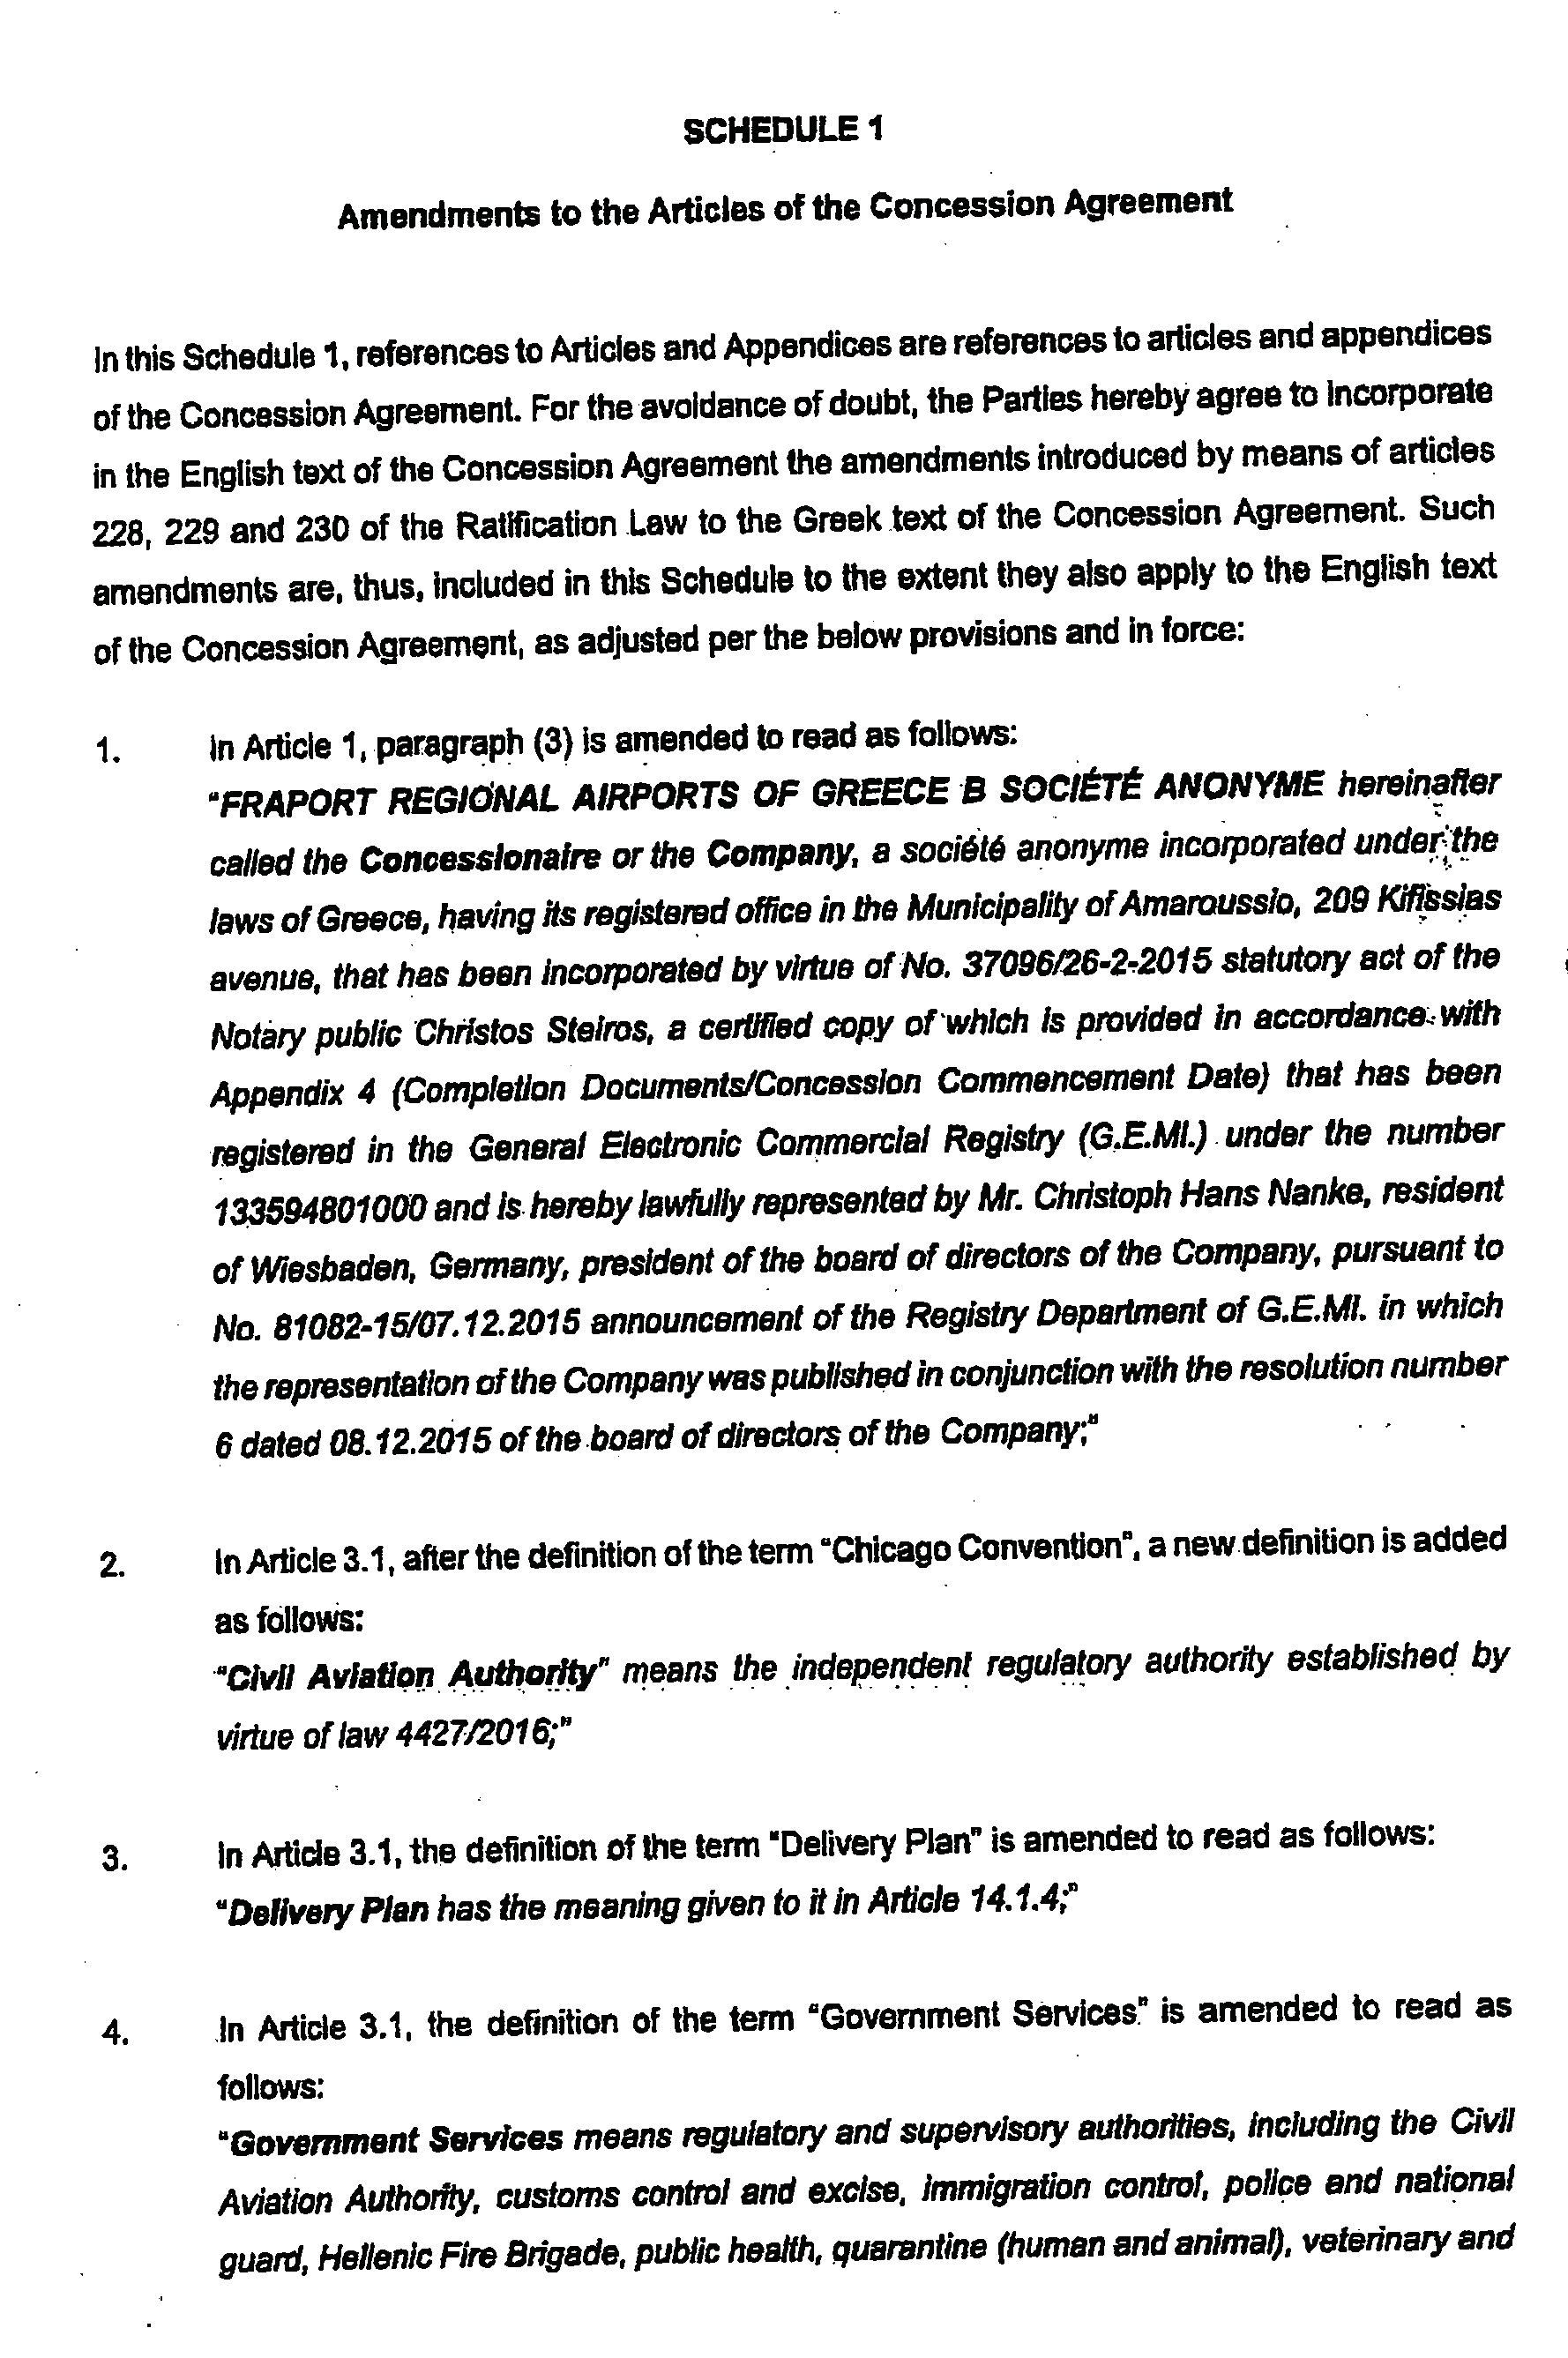 SCHEDULE 1
Amendments to the Articles of the Concession Agreement
In this Schedule 1, references to Articles and Appendices are references to articles and appendices
of the Concession Agreement. For the avoidance of doubt, the Parties hereby agree to incorporate
in the English text of the Concession Agreement the amendments introduced by means of articles
228, 229 and 230 of the Ratification Law to the Greek text of the Concession Agreement. Such
amendments are, thus, included in this Schedule to the extent they also apply to the English text
of the Concession Agreement, as adjusted per the below provisions and in force:
1. In Article 1, paragraph (3) is amended to read as follows:
"FRAPORT REGIONAL AIRPORTS OF GREECE B SOCIÉTÉ ANONYME hereinafter
called the Concessionaire or the Company, a société anonyme incorporated under the
laws of Greece, having its registered office in the Municipality of Amaroussio, 209 Kifissias
avenue, that has been incorporated by virtue of No. 37096/26-2-2015 statutory act of the
Notary public Christos Steiros, a certified copy of which is provided in accordance with
Appendix 4 (Completion Documents/Concession Commencement Date) that has been
registered in the General Electronic Commercial Registry (G.E.MI.) under the number
133594801000 and is hereby lawfully represented by Mr. Christoph Hans Nanke, resident
of Wiesbaden, Germany, president of the board of directors of the Company, pursuant to
No. 81082-15/07.12.2015 announcement of the Registry Department of G.E.MI. in which
the representation of the Company was published in conjunction with the resolution number
6 dated 08.12.2015 of the board of directors of the Company;"
2. In Article 3.1, after the definition of the term "Chicago Convention", a new definition is added
as follows:
"Civil Aviation Authority" means the independent regulatory authority established by
virtue of law 4427/2016;"
3. In Article 3.1, the definition of the term "Delivery Plan" is amended to read as follows:
"Delivery Plan has the meaning given to it in Article 14.1.4;"
4. In Article 3.1, the definition of the term "Government Services" is amended to read as
follows:
"Government Services means regulatory and supervisory authorities, including the Civil
Aviation Authority, customs control and excise, immigration control, police and national
guard, Hellenic Fire Brigade, public health, quarantine (human and animal), veterinary and